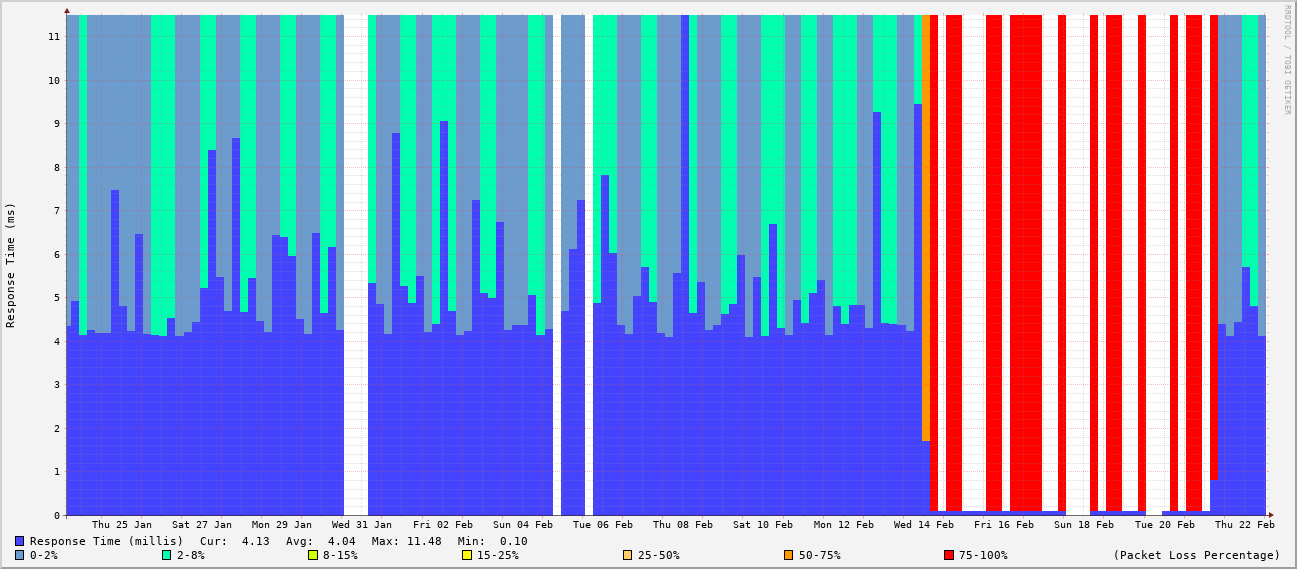 RRDTOOL / TOBI OETIKER
Response Time (ms)
11
10
9
8
7
6
5
4
3
2
1
0
Thu 25 Jan Sat 27 Jan Mon 29 Jan Wed 31 Jan Fri 02 Feb Sun 04 Feb Tue 06 Feb Thu 08 Feb Sat 10 Feb Mon 12 Feb Wed 14 Feb Fri 16 Feb Sun 18 Feb Tue 20 Feb Thu 22 Feb
Response Time (millis) Cur: 4.13 Avg: 4.04 Max: 11.48 Min: 0.10
0-2% 2-8% 8-15% 15-25% 25-50% 50-75% 75-100% (Packet Loss Percentage)